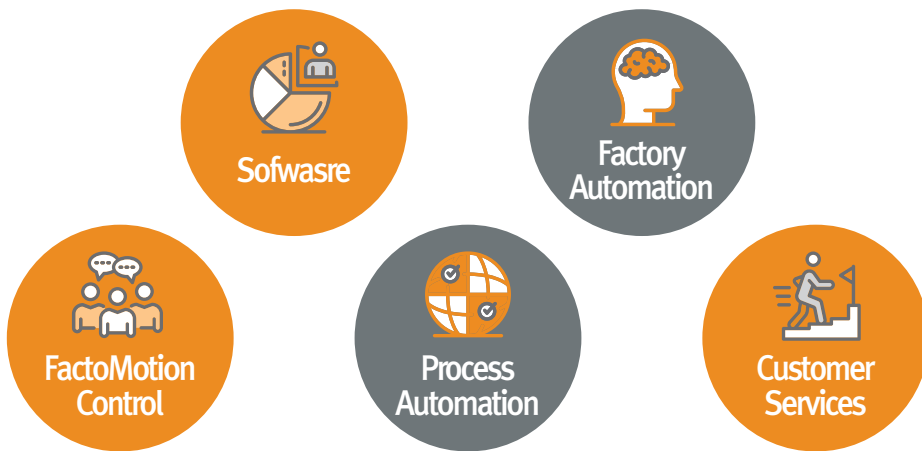 Sofwasre
Factory
Automation
FactoMotion
Control
Process
Automation
Customer
Services